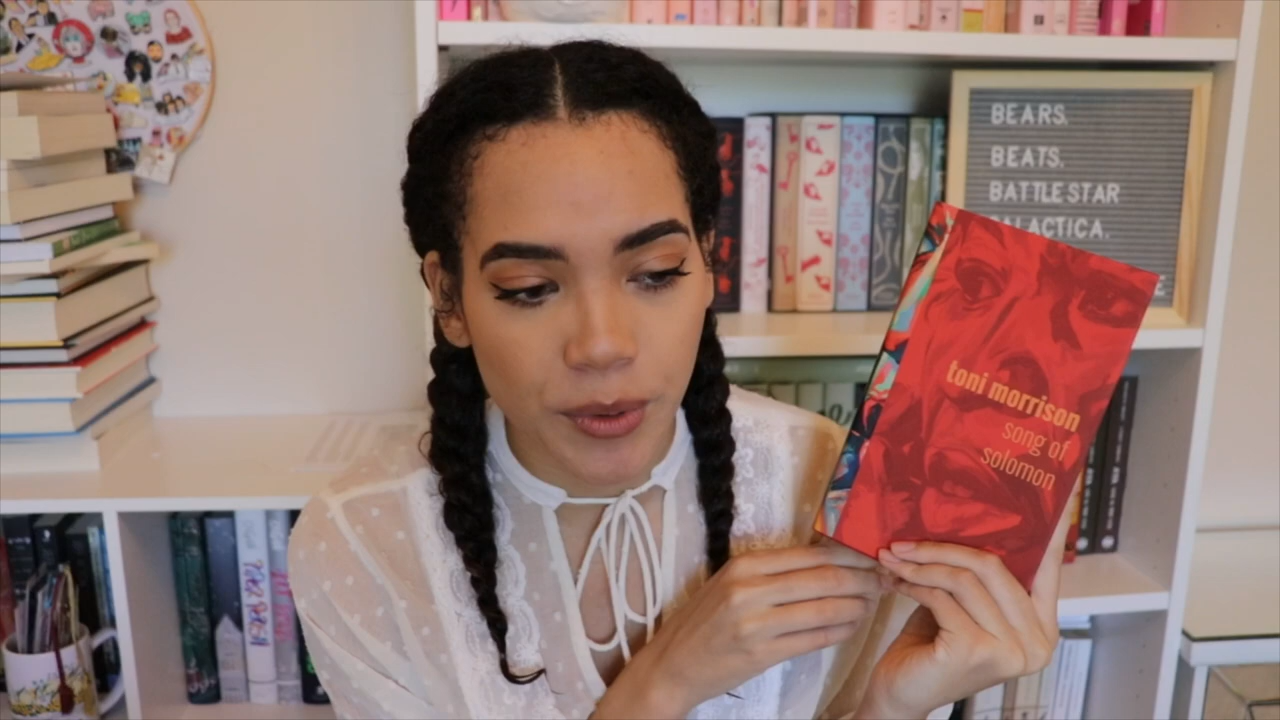 BEARS.
BEATS.
BATTLESTAR
GALACTICA.
toni morrison
song of
solomon